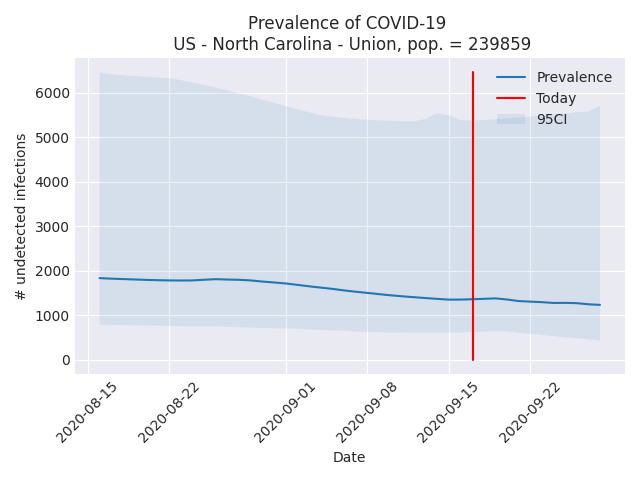 Prevalence of COVID-19
US - North Carolina - Union, pop. = 239859
Prevalence
Today
95CI
# undetected infections
6000
5000
4000
3000
2000
1000
0
2020-08-15
2020-08-22
2020-09-01
2020-09-08
2020-09-15
2020-09-22
Date